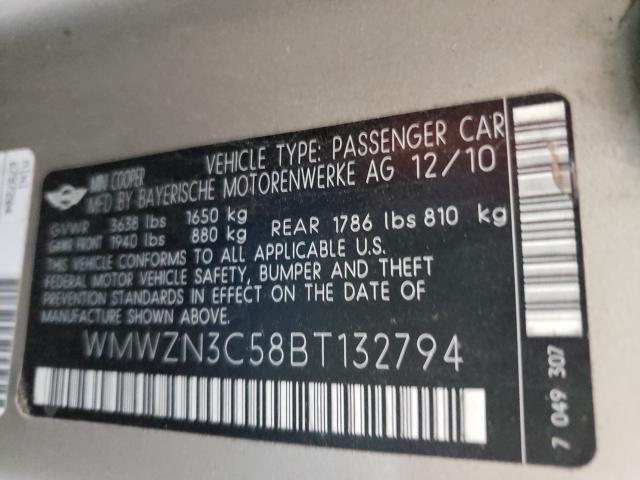 MINI COOPER VEHICLE TYPE: PASSENGER CAR
MFD BY BAYERISCHE MOTORENWERKE AG 12/10
GVWR 3638 lbs 1650 kg
GAWR FRONT 1940 lbs 880 kg REAR 1786 lbs 810 kg
THIS VEHICLE CONFORMS TO ALL APPLICABLE U.S.
FEDERAL MOTOR VEHICLE SAFETY, BUMPER AND THEFT
PREVENTION STANDARDS IN EFFECT ON THE DATE OF
MANUFACTURE SHOWN ABOVE.
WMWZN3C58BT132794
7 049 307